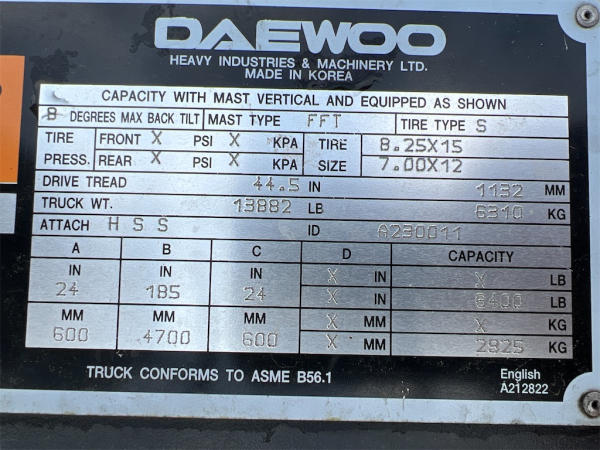 DAEWOO
HEAVY INDUSTRIES & MACHINERY LTD.
MADE IN KOREA
CAPACITY WITH MAST VERTICAL AND EQUIPPED AS SHOWN
8 DEGREES MAX BACK TILT MAST TYPE FFT TIRE TYPE S
TIRE FRONT X PSI X KPA TIRE 8.25X15
PRESS. REAR X PSI X KPA SIZE 7.00X12
DRIVE TREAD 44.5 IN 1132 MM
TRUCK WT. 13882 LB 6310 KG
ATTACH HSS ID A230011
A B C D CAPACITY
IN IN IN X IN X LB
24 185 24 X IN 6400 LB
MM MM MM X MM X KG
600 4700 600 X MM 2825 KG
TRUCK CONFORMS TO ASME B56.1
English
A212822